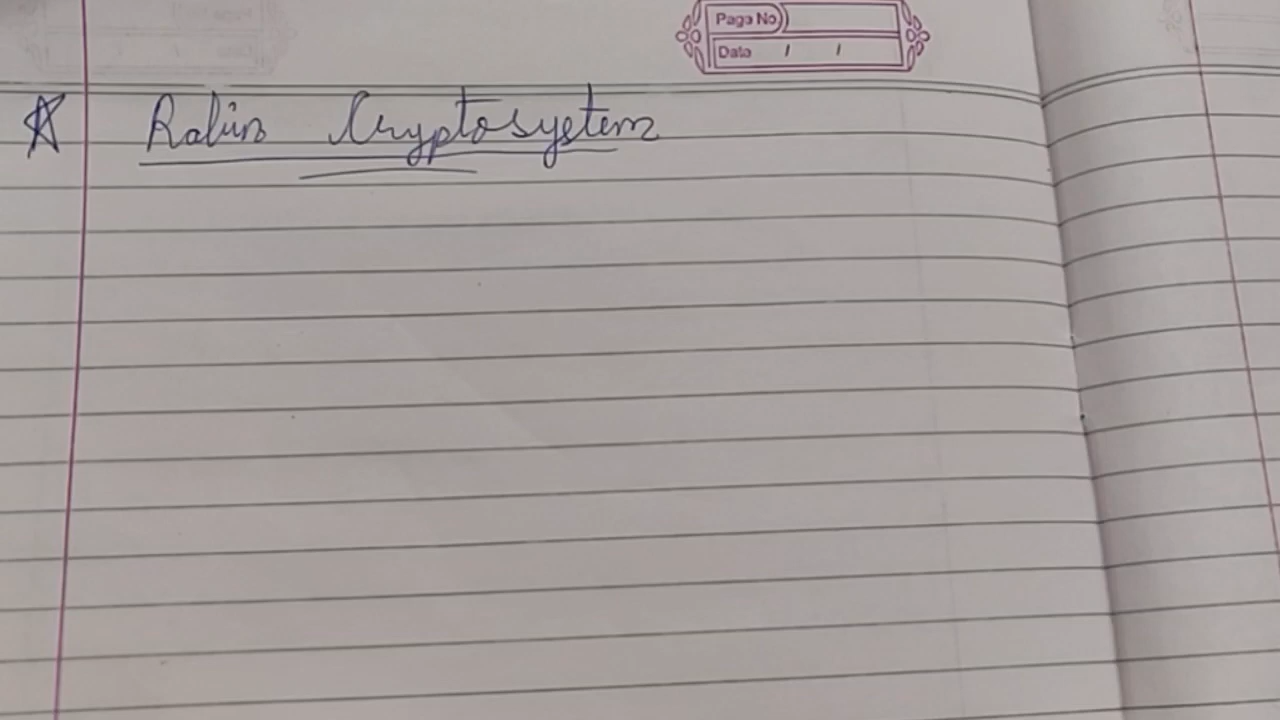 Page No
Date / /
☆ Rabin Cryptosystem